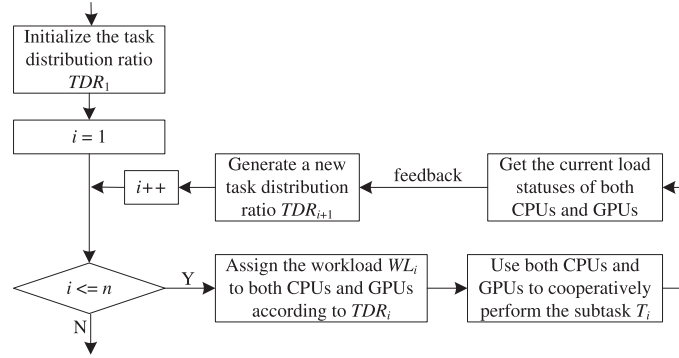 Initialize the task
distribution ratio
TDR₁
i = 1
i++
Generate a new
task distribution
ratio TDRᵢ₊₁
feedback
Get the current load
statuses of both
CPUs and GPUs
i <= n
Y
N
Assign the workload WLᵢ
to both CPUs and GPUs
according to TDRᵢ
Use both CPUs and
GPUs to cooperatively
perform the subtask Tᵢ